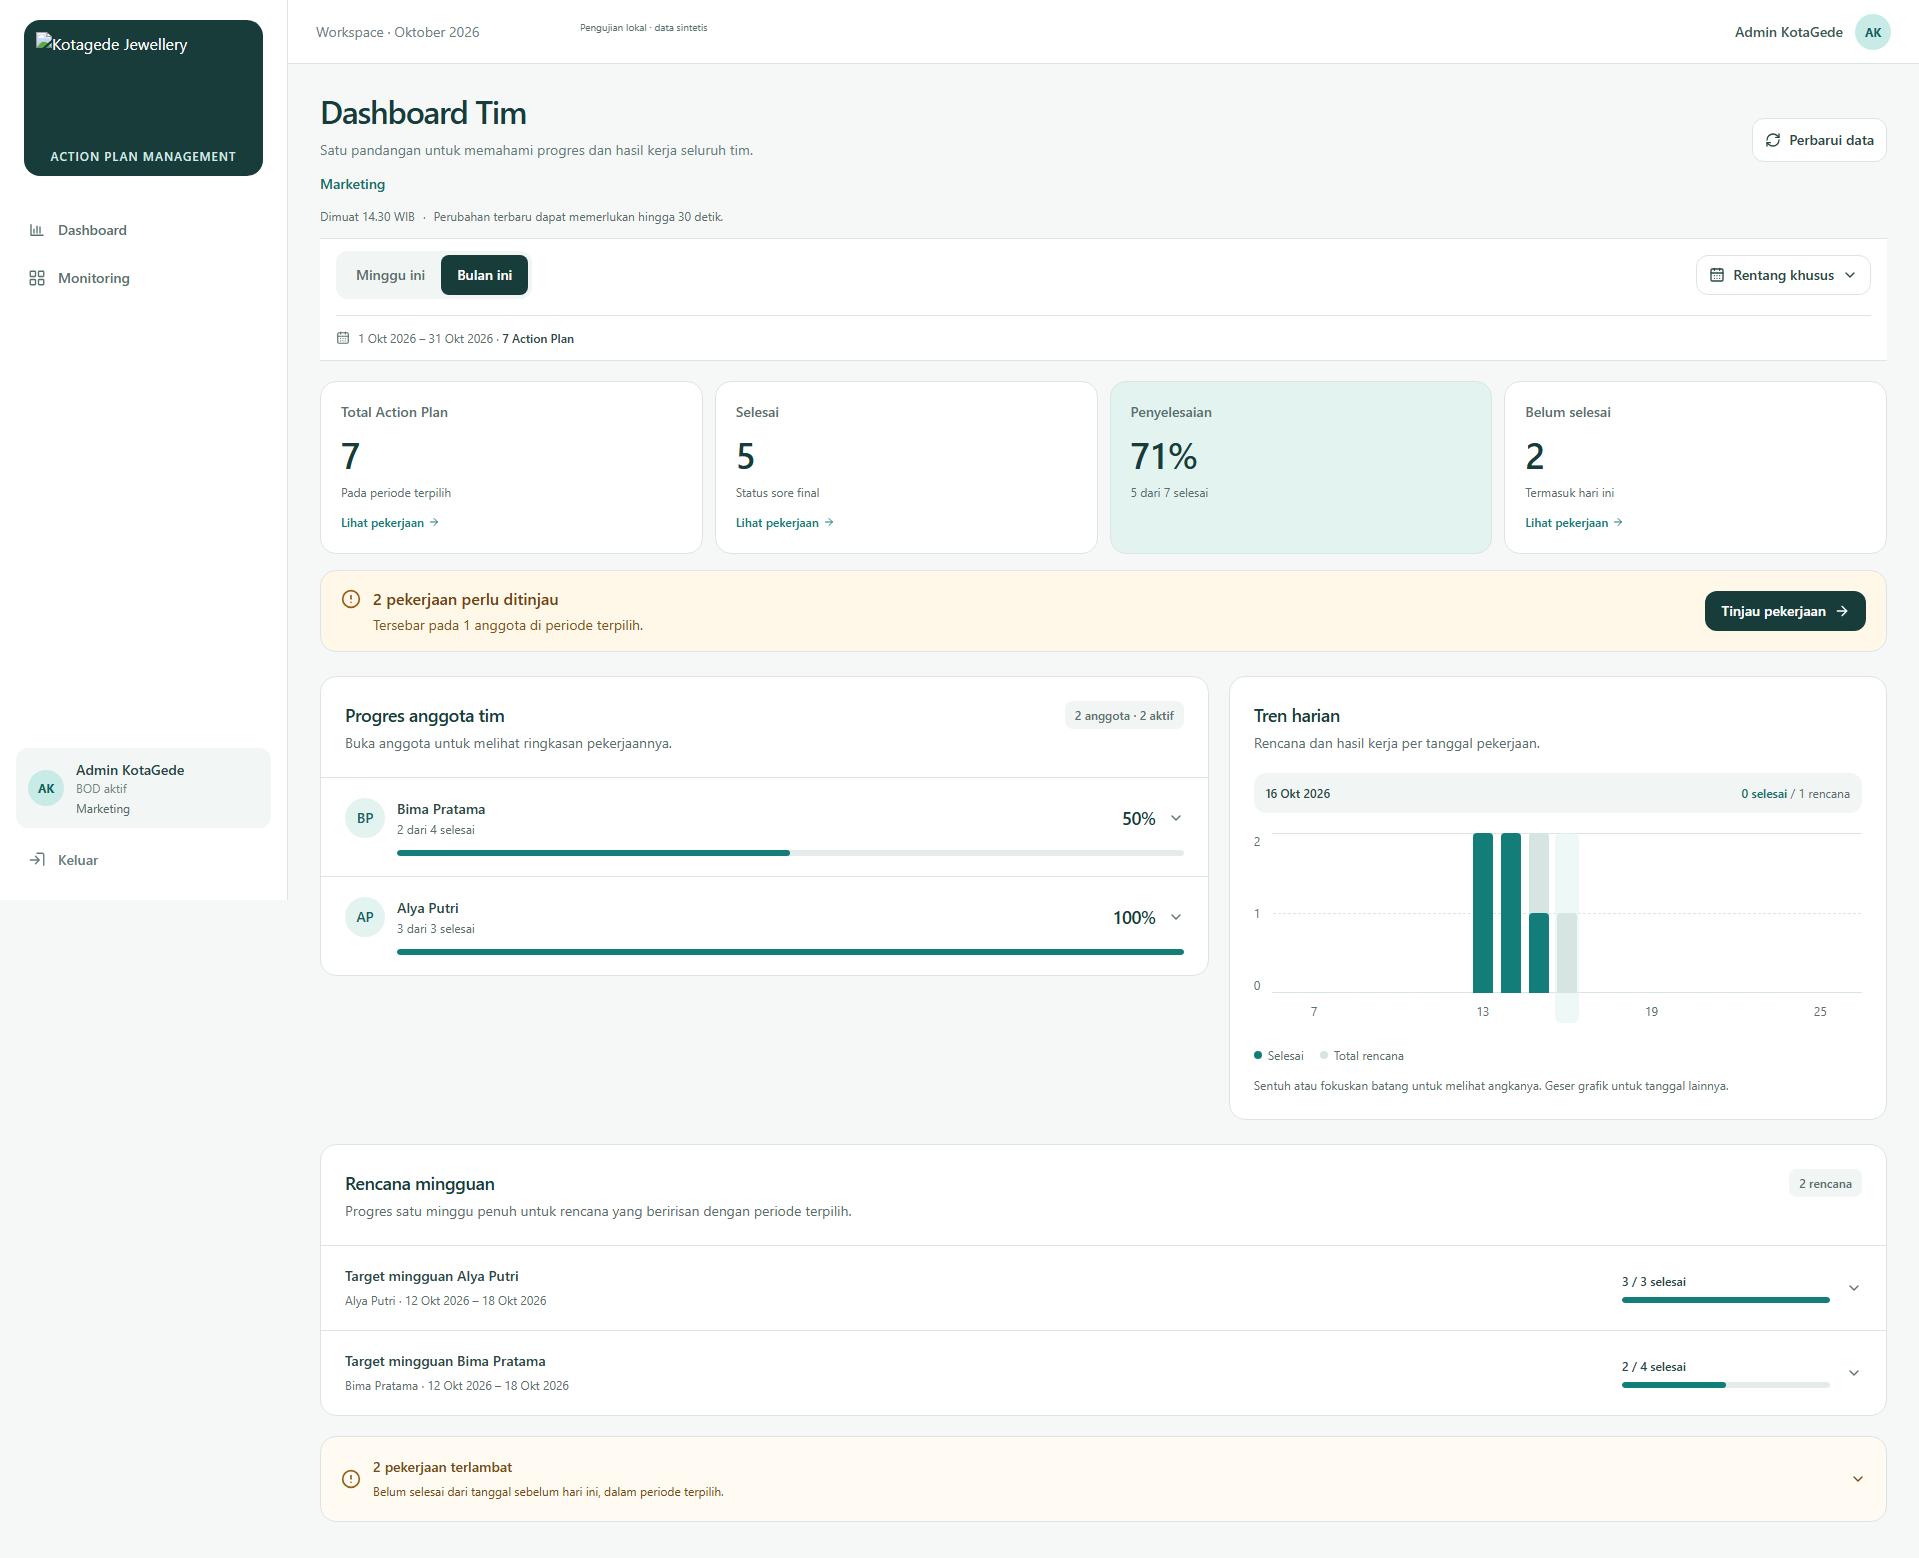 Kotagede Jewellery
ACTION PLAN MANAGEMENT
Dashboard
Monitoring
AK
Admin KotaGede
BOD aktif
Marketing
Keluar
Workspace · Oktober 2026
Pengujian lokal · data sintetis
Admin KotaGede
AK
Dashboard Tim
Satu pandangan untuk memahami progres dan hasil kerja seluruh tim.
Marketing
Dimuat 14.30 WIB · Perubahan terbaru dapat memerlukan hingga 30 detik.
Perbarui data
Minggu ini
Bulan ini
Rentang khusus
1 Okt 2026 – 31 Okt 2026 · 7 Action Plan
Total Action Plan
7
Pada periode terpilih
Lihat pekerjaan →
Selesai
5
Status sore final
Lihat pekerjaan →
Penyelesaian
71%
5 dari 7 selesai
Belum selesai
2
Termasuk hari ini
Lihat pekerjaan →
2 pekerjaan perlu ditinjau
Tersebar pada 1 anggota di periode terpilih.
Tinjau pekerjaan →
Progres anggota tim
2 anggota · 2 aktif
Buka anggota untuk melihat ringkasan pekerjaannya.
BP
Bima Pratama
2 dari 4 selesai
50%
AP
Alya Putri
3 dari 3 selesai
100%
Tren harian
Rencana dan hasil kerja per tanggal pekerjaan.
16 Okt 2026
0 selesai / 1 rencana
2
1
0
7 13 19 25
Selesai
Total rencana
Sentuh atau fokuskan batang untuk melihat angkanya. Geser grafik untuk tanggal lainnya.
Rencana mingguan
2 rencana
Progres satu minggu penuh untuk rencana yang beririsan dengan periode terpilih.
Target mingguan Alya Putri
Alya Putri · 12 Okt 2026 – 18 Okt 2026
3 / 3 selesai
Target mingguan Bima Pratama
Bima Pratama · 12 Okt 2026 – 18 Okt 2026
2 / 4 selesai
2 pekerjaan terlambat
Belum selesai dari tanggal sebelum hari ini, dalam periode terpilih.